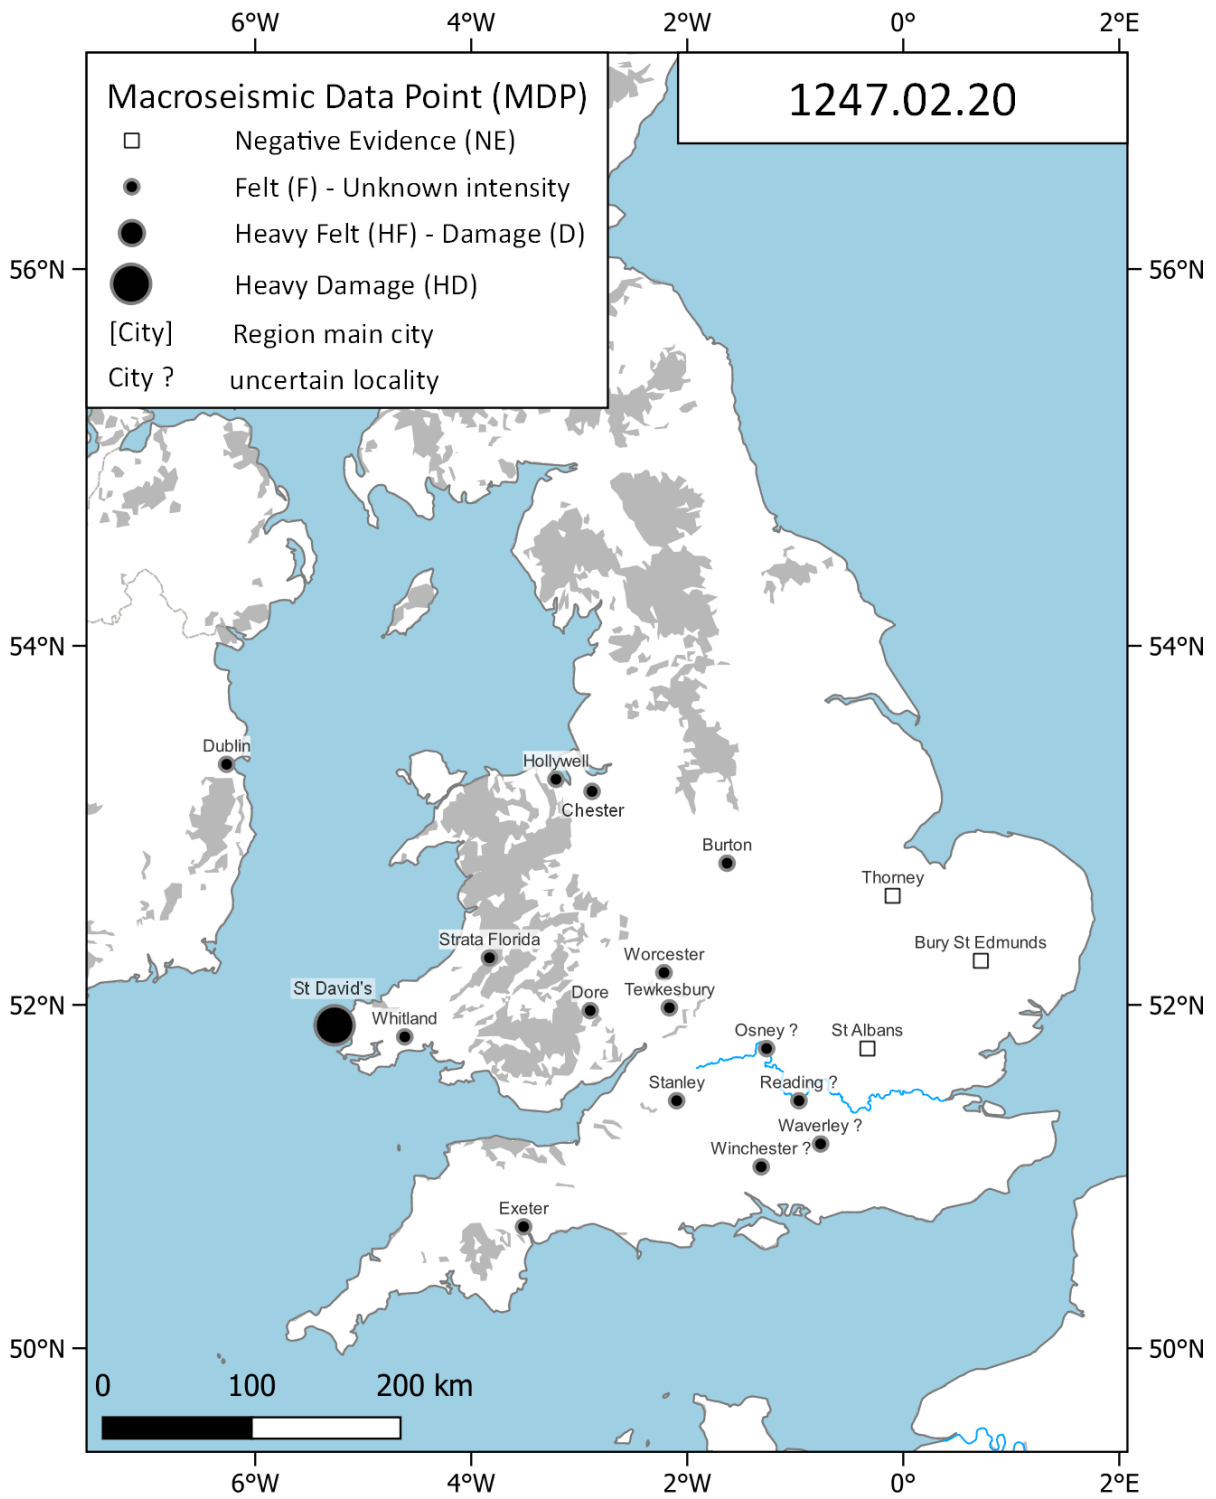 6°W 4°W 2°W 0° 2°E
Macroseismic Data Point (MDP)
1247.02.20
Negative Evidence (NE)
Felt (F) - Unknown intensity
Heavy Felt (HF) - Damage (D)
56°N 56°N
Heavy Damage (HD)
[City] Region main city
City ? uncertain locality
54°N 54°N
Dublin
Hollywell
Chester
Burton
Thorney
Strata Florida
Bury St Edmunds
Worcester
St David's
Dore
Tewkesbury
52°N 52°N
Whitland
Osney ?
St Albans
Stanley
Reading ?
Waverley ?
Winchester ?
Exeter
50°N 50°N
0 100 200 km
6°W 4°W 2°W 0° 2°E